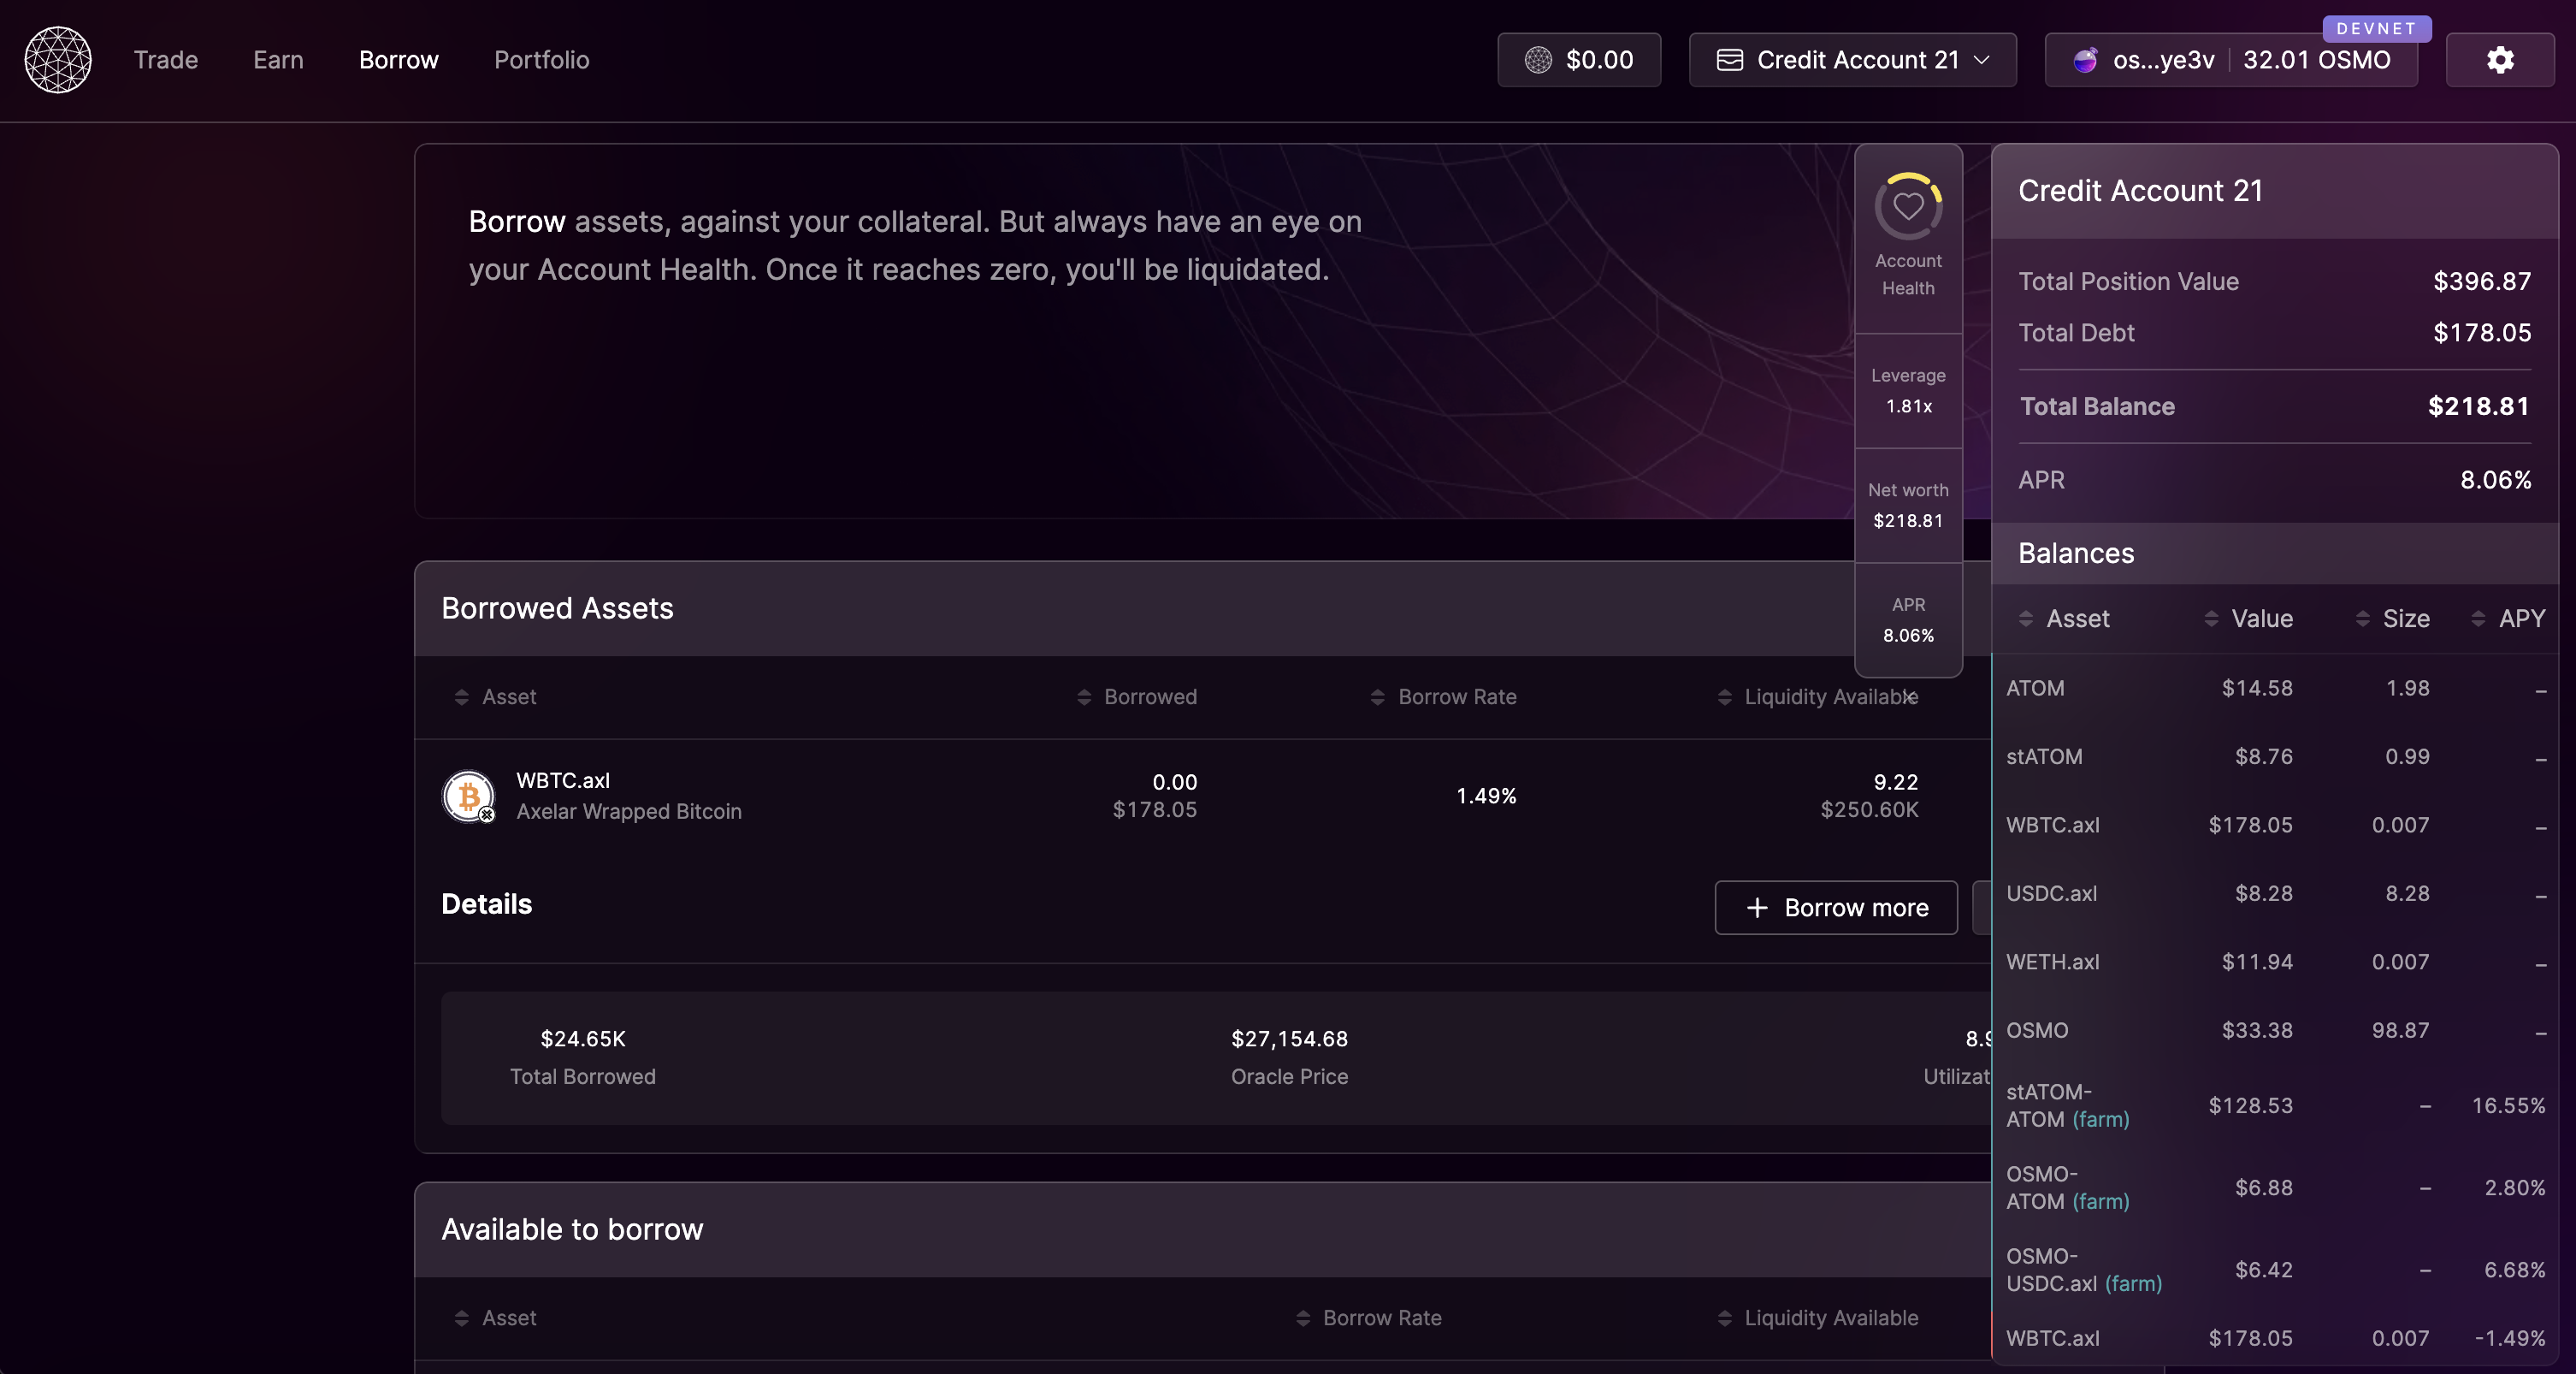 Trade Earn Borrow Portfolio $0.00 Credit Account 21 os...ye3v 32.01 OSMO
DEVNET
Borrow assets, against your collateral. But always have an eye on
your Account Health. Once it reaches zero, you'll be liquidated.
Account
Health
Leverage
1.81x
Net worth
$218.81
APR
8.06%
Borrowed Assets
Asset Borrowed Borrow Rate Liquidity Available
WBTC.axl
Axelar Wrapped Bitcoin
0.00
$178.05
1.49%
9.22
$250.60K
Details
Borrow more
$24.65K
Total Borrowed
$27,154.68
Oracle Price
Available to borrow
Asset Borrow Rate Liquidity Available
Credit Account 21
Total Position Value $396.87
Total Debt $178.05
Total Balance $218.81
APR 8.06%
Balances
Asset Value Size APY
ATOM $14.58 1.98 –
stATOM $8.76 0.99 –
WBTC.axl $178.05 0.007 –
USDC.axl $8.28 8.28 –
WETH.axl $11.94 0.007 –
OSMO $33.38 98.87 –
stATOM-
ATOM (farm) $128.53 – 16.55%
OSMO-
ATOM (farm) $6.88 – 2.80%
OSMO-
USDC.axl (farm) $6.42 – 6.68%
WBTC.axl $178.05 0.007 -1.49%